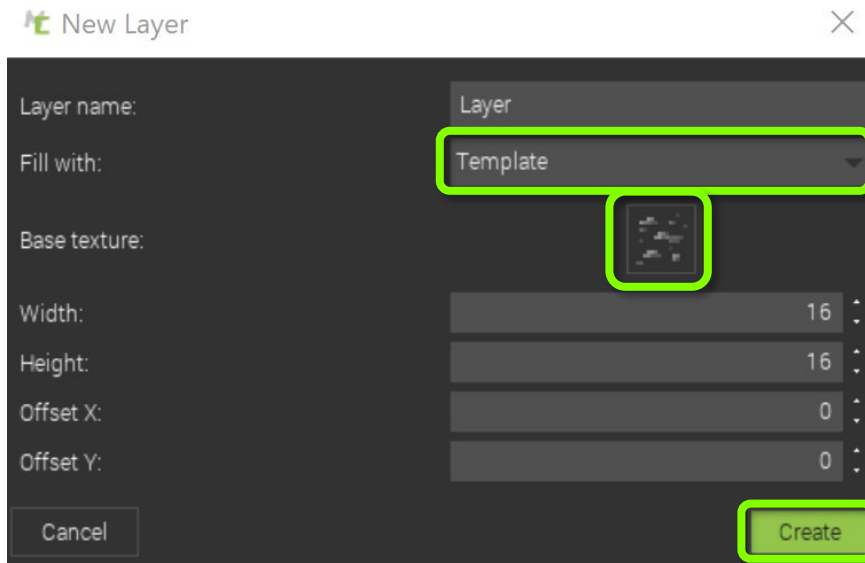 New Layer
Layer name: Layer
Fill with: Template
Base texture:
Width: 16
Height: 16
Offset X: 0
Offset Y: 0
Cancel Create